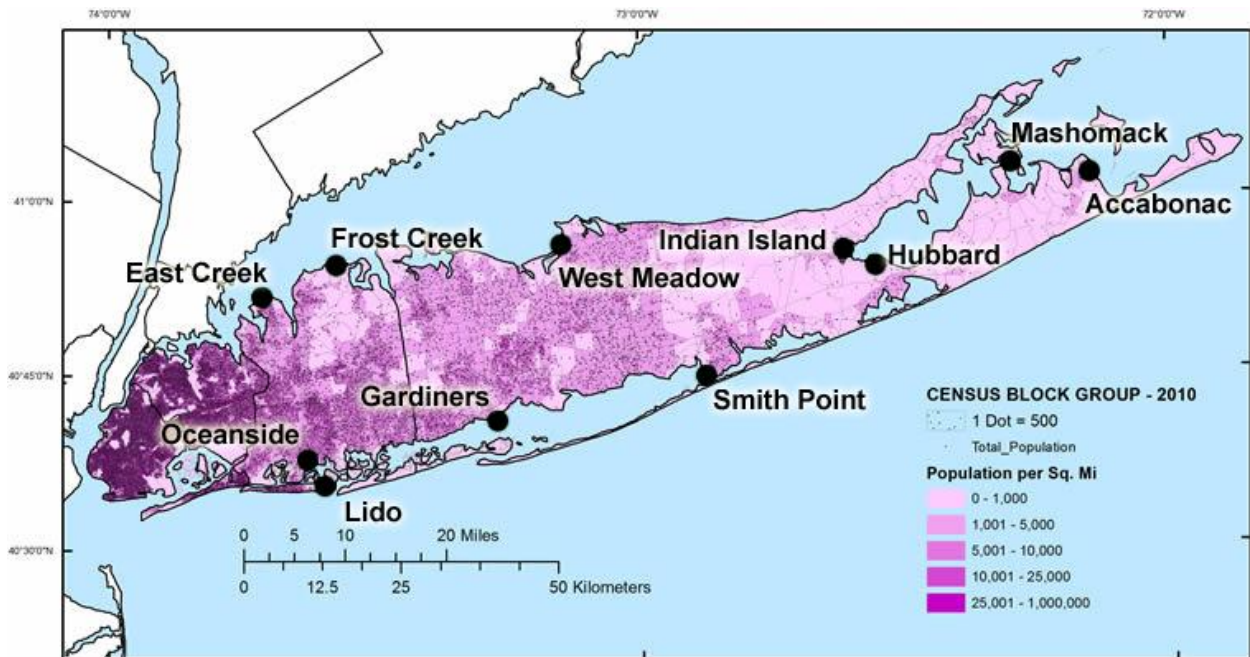 74°0'0"W
73°0'0"W
72°0'0"W
Mashomack
41°0'0"N
Accabonac
Frost Creek
Indian Island
Hubbard
East Creek
West Meadow
40°45'0"N
Gardiners
Smith Point
CENSUS BLOCK GROUP - 2010
1 Dot = 500
Total_Population
Oceanside
Population per Sq. Mi
0 - 1,000
Lido
1,001 - 5,000
0 5 10 20 Miles
5,001 - 10,000
40°30'0"N
10,001 - 25,000
0 12.5 25 50 Kilometers
25,001 - 1,000,000